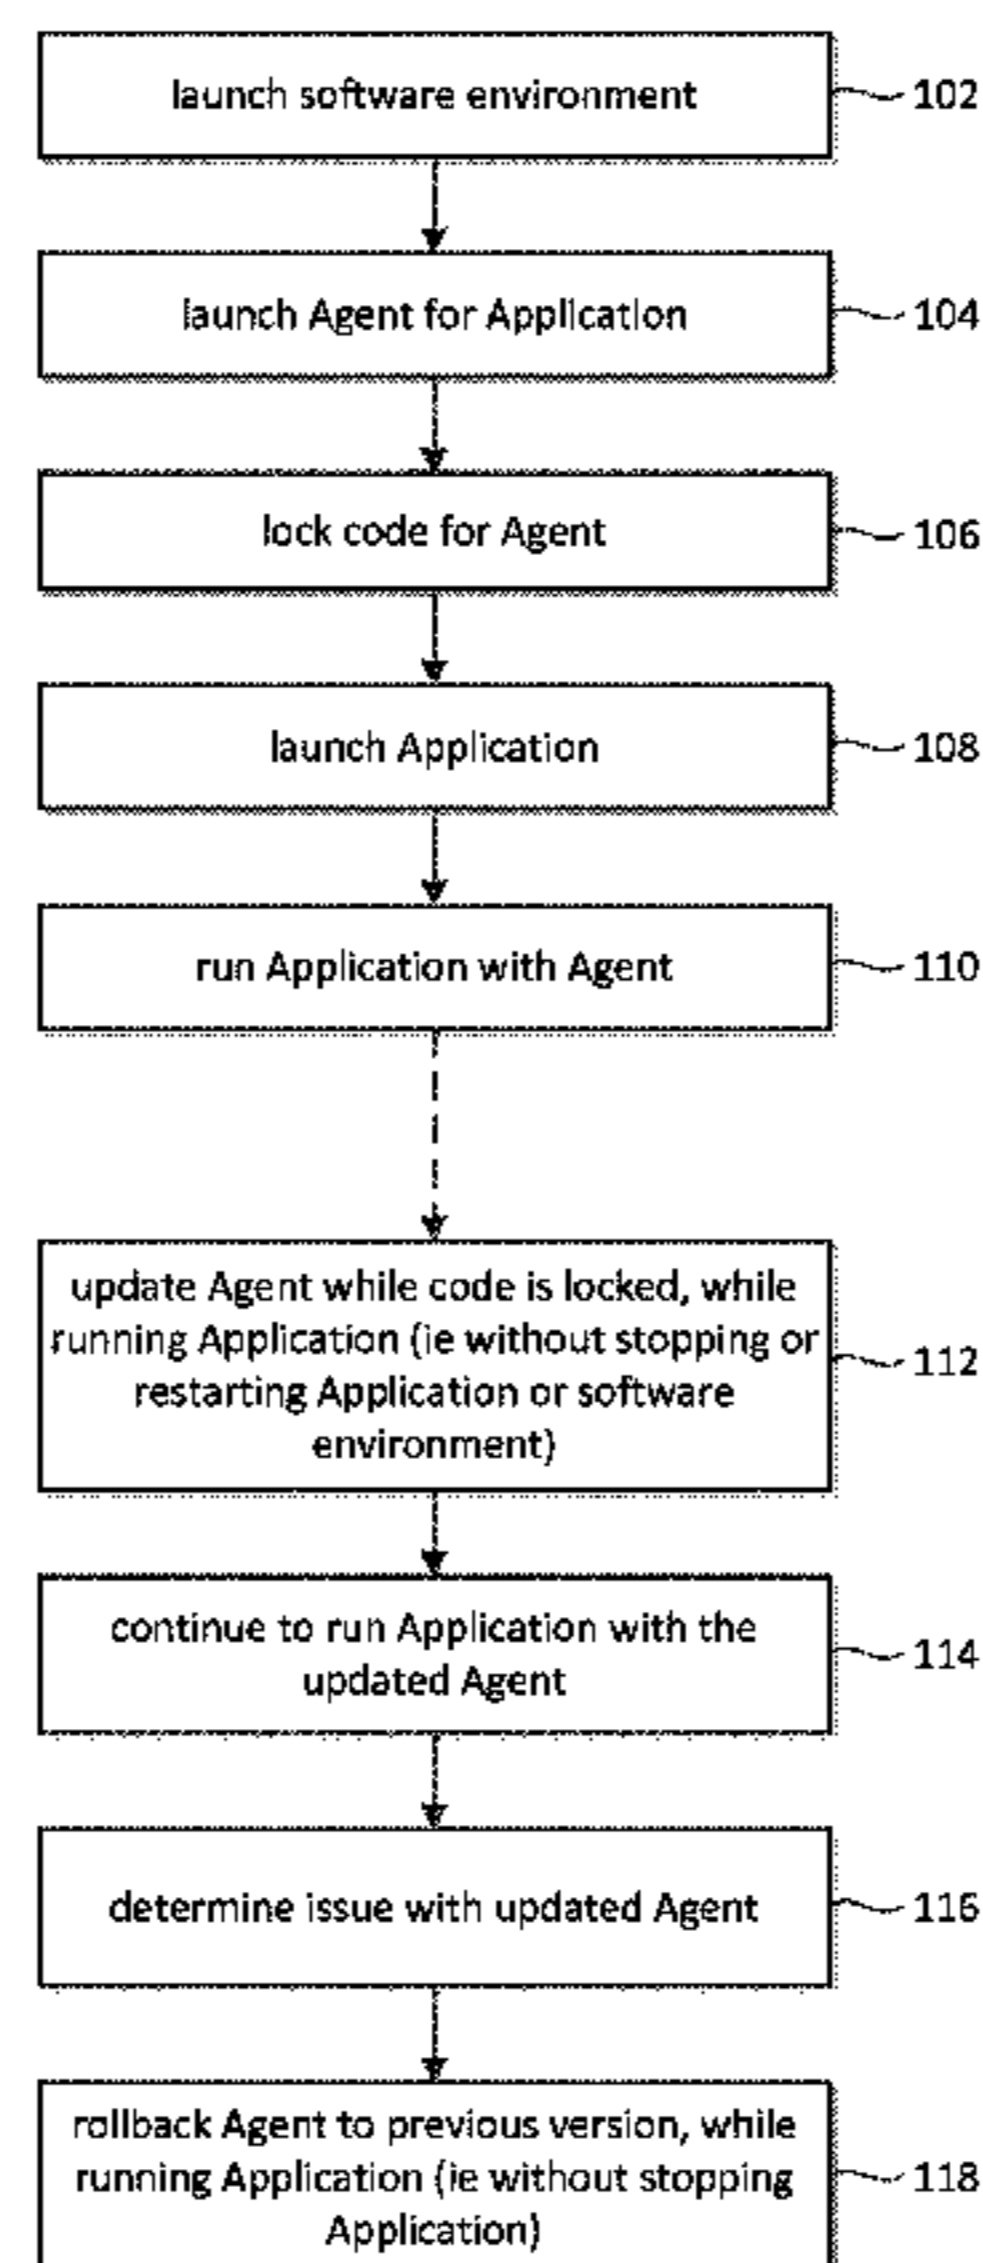 launch software environment
102
launch Agent for Application
104
lock code for Agent
106
launch Application
108
run Application with Agent
110
update Agent while code is locked, while
running Application (ie without stopping or
restarting Application or software
environment)
112
continue to run Application with the
updated Agent
114
determine issue with updated Agent
116
rollback Agent to previous version, while
running Application (ie without stopping
Application)
118